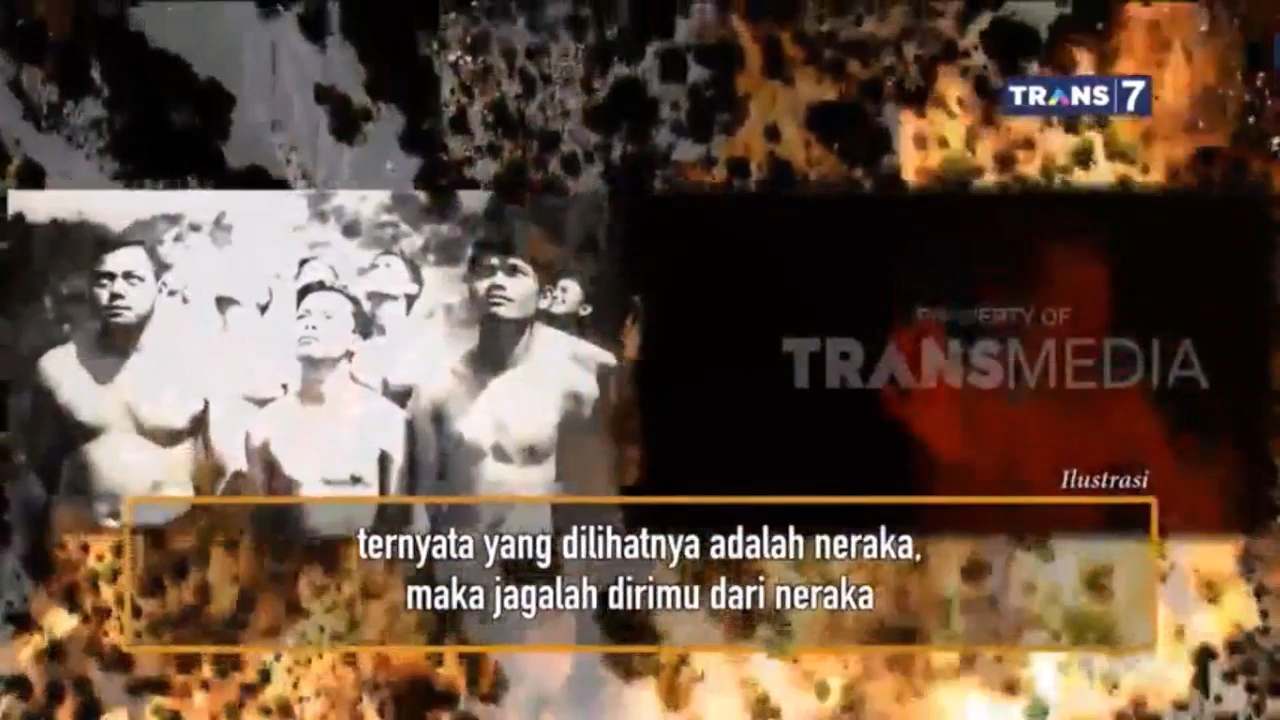 TRANS 7
PROPERTY OF
TRANSMEDIA
Ilustrasi
ternyata yang dilihatnya adalah neraka,
maka jagalah dirimu dari neraka